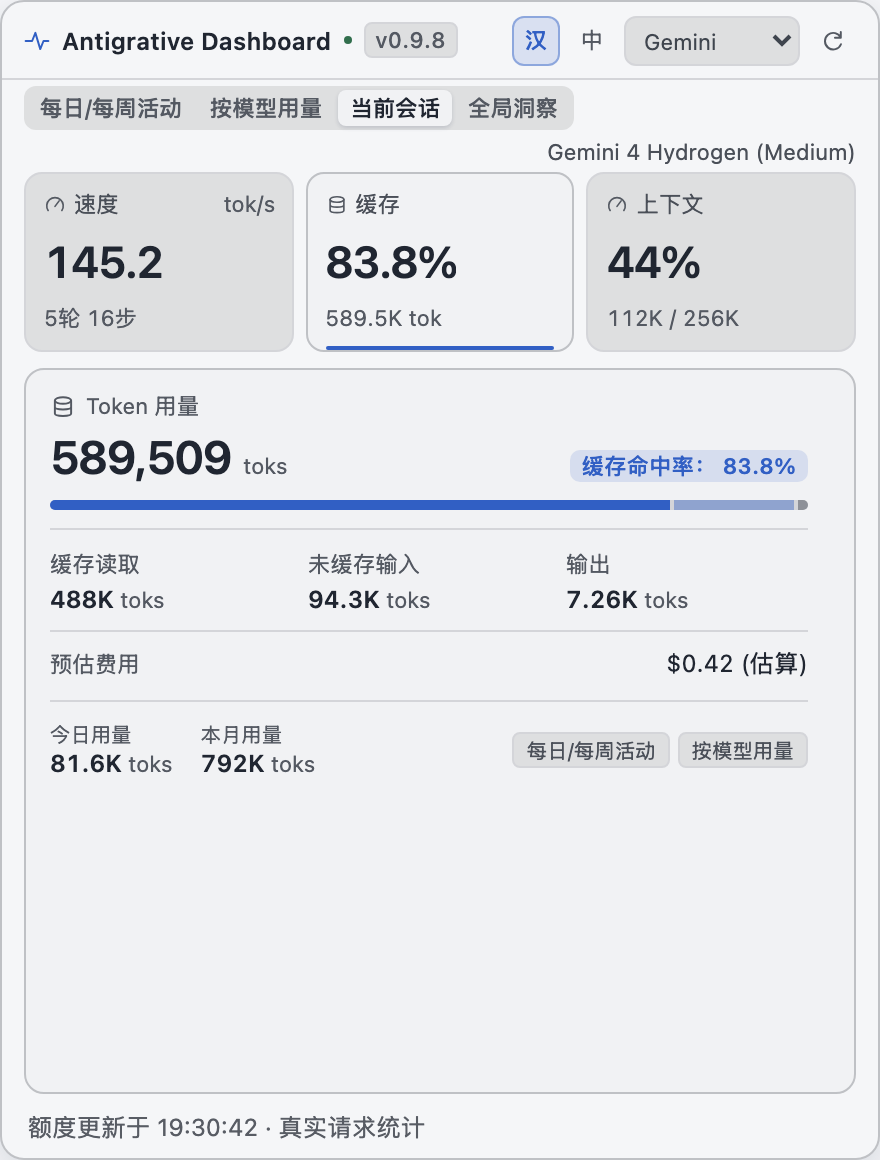 Antigrative Dashboard • v0.9.8 汉 中 Gemini
每日/每周活动 按模型用量 当前会话 全局洞察
Gemini 4 Hydrogen (Medium)
速度 tok/s
145.2
5轮 16步
缓存
83.8%
589.5K tok
上下文
44%
112K / 256K
Token 用量
589,509 toks 缓存命中率： 83.8%
缓存读取 未缓存输入 输出
488K toks 94.3K toks 7.26K toks
预估费用 $0.42 (估算)
今日用量 本月用量
81.6K toks 792K toks
每日/每周活动 按模型用量
额度更新于 19:30:42 · 真实请求统计